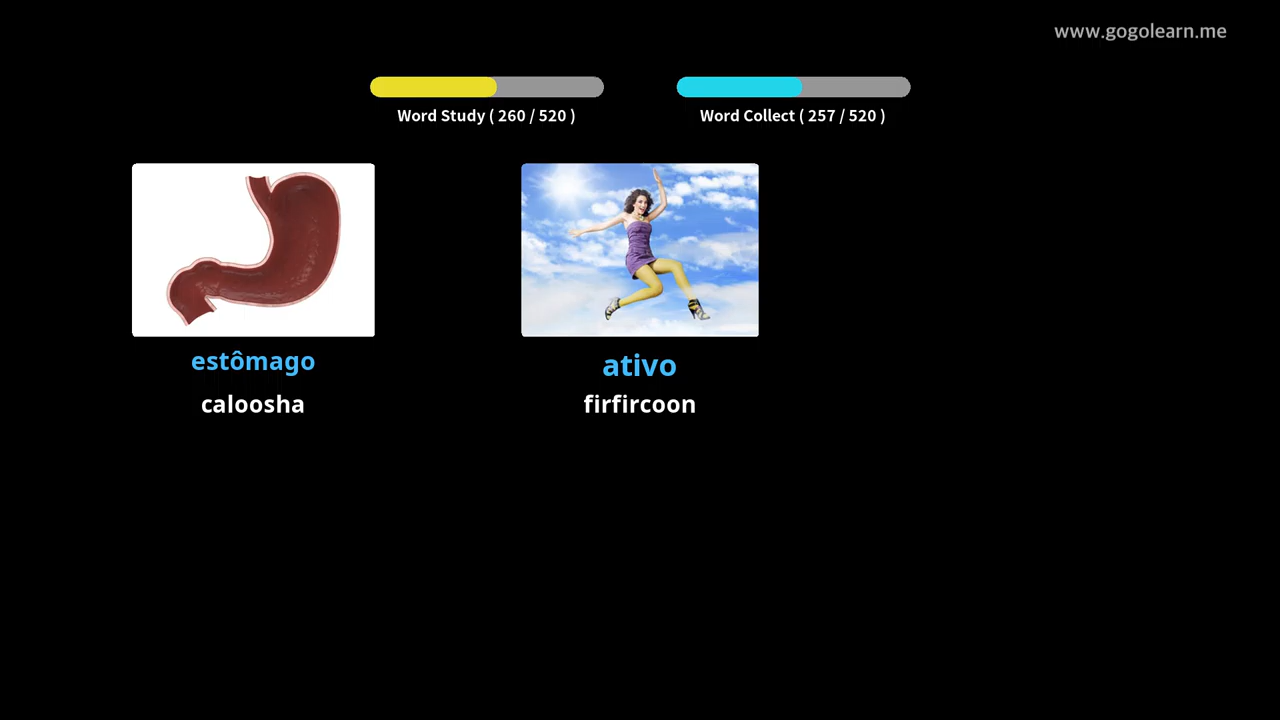 www.gogolearn.me
Word Study ( 260 / 520 )
Word Collect ( 257 / 520 )
estômago
caloosha
ativo
firfircoon